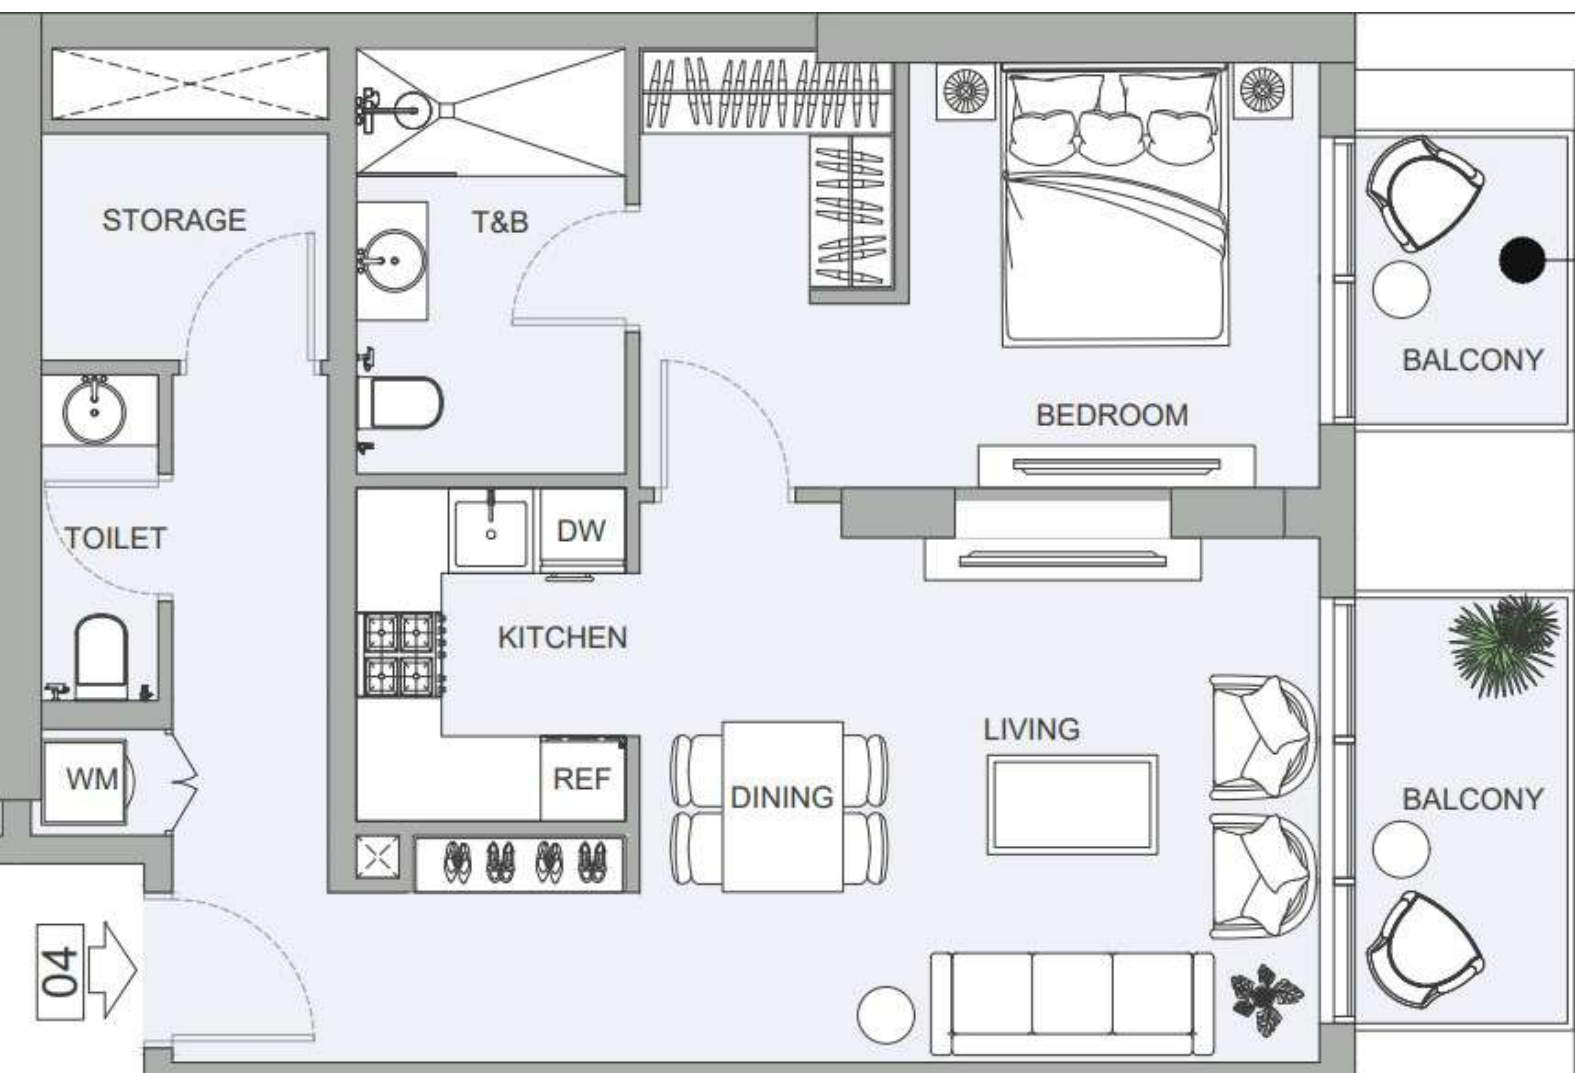 STORAGE
T&B
BALCONY
BEDROOM
TOILET
DW
KITCHEN
LIVING
WM
REF
DINING
BALCONY
04